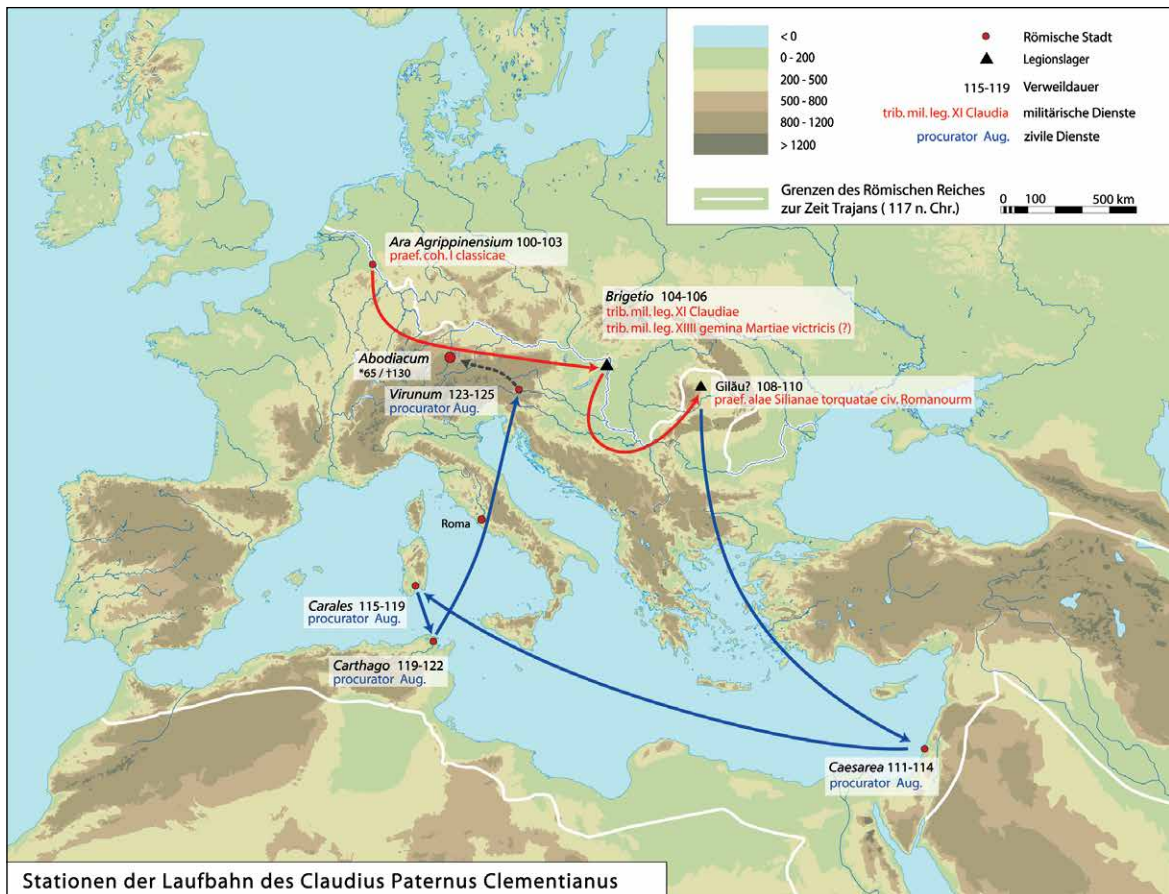 < 0
0 - 200
200 - 500
500 - 800
800 - 1200
> 1200
Römische Stadt
Legionslager
115-119 Verweildauer
trib. mil. leg. XI Claudia militärische Dienste
procurator Aug. zivile Dienste
Grenzen des Römischen Reiches
zur Zeit Trajans ( 117 n. Chr.)
0 100 500 km
Ara Agrippinensium 100-103
praef. coh. I classicae
Brigetio 104-106
trib. mil. leg. XI Claudiae
trib. mil. leg. XIIII gemina Martiae victricis (?)
Abodiacum
*65 / †130
Virunum 123-125
procurator Aug.
Gilău? 108-110
praef. alae Silianae torquatae civ. Romanourm
Roma
Carales 115-119
procurator Aug.
Carthago 119-122
procurator Aug.
Caesarea 111-114
procurator Aug.
Stationen der Laufbahn des Claudius Paternus Clementianus